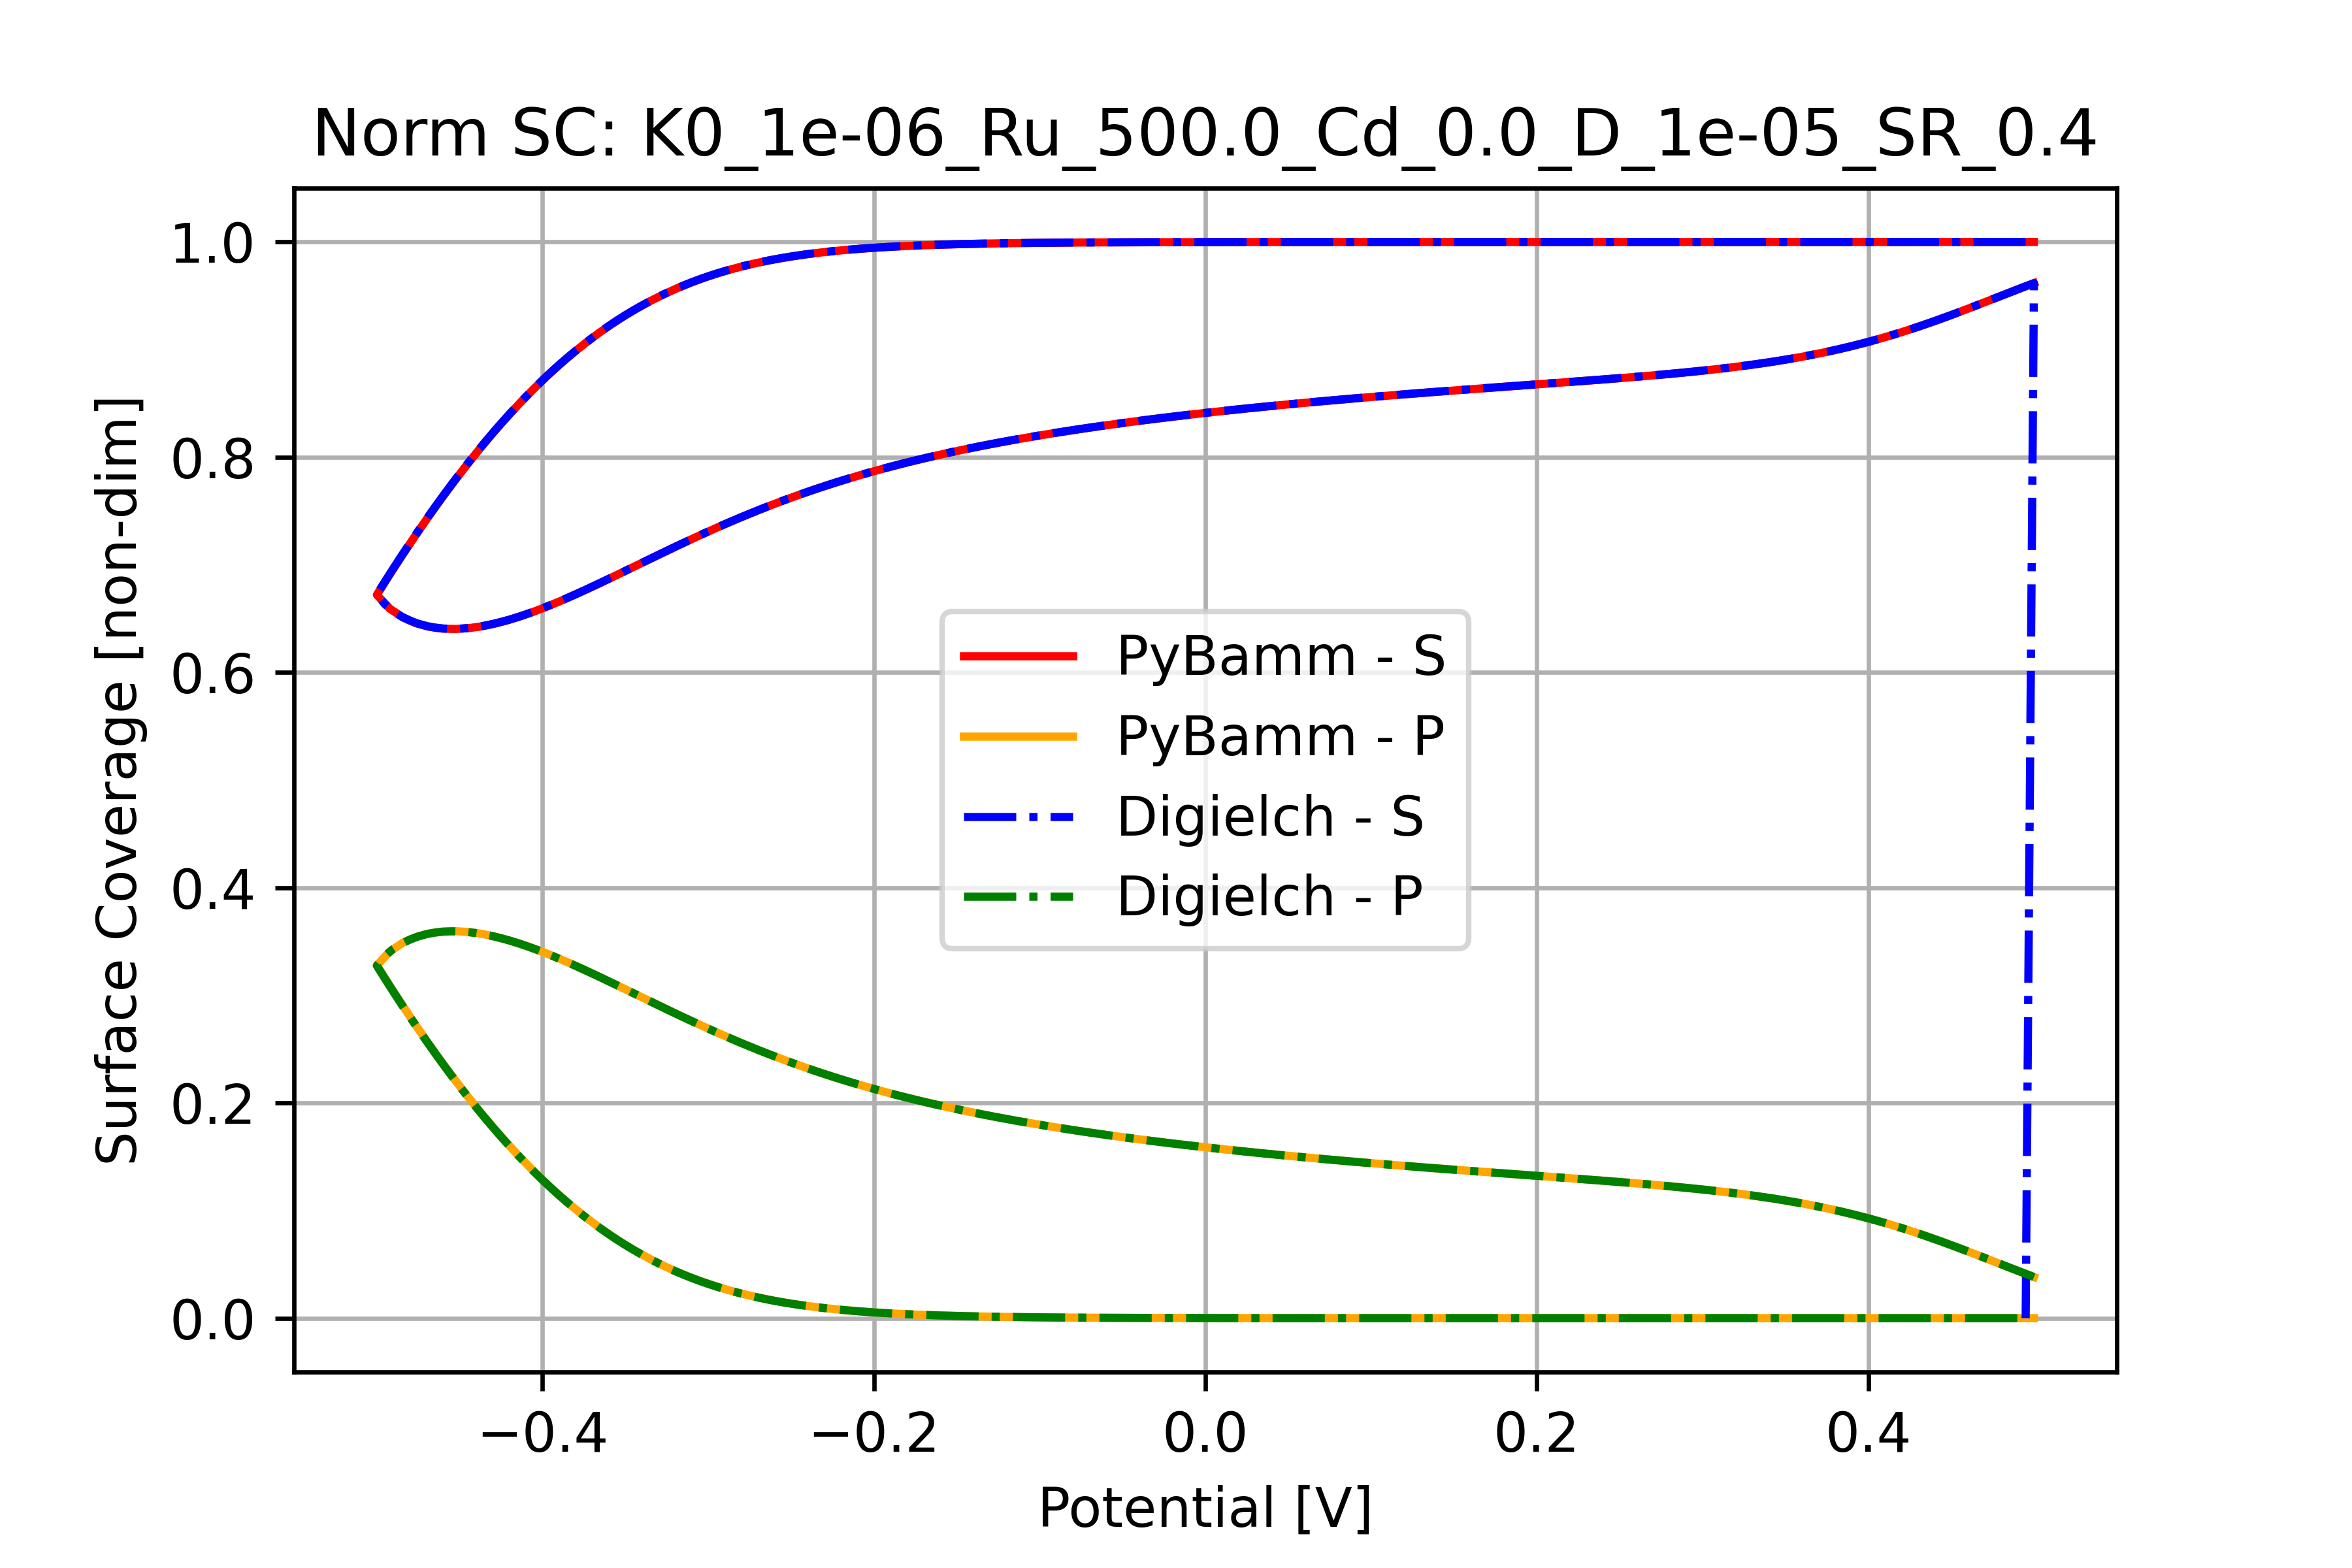 Norm SC: K0_1e-06_Ru_500.0_Cd_0.0_D_1e-05_SR_0.4
Surface Coverage [non-dim]
1.0
0.8
0.6
0.4
0.2
0.0
PyBamm - S
PyBamm - P
Digielch - S
Digielch - P
−0.4 −0.2 0.0 0.2 0.4
Potential [V]